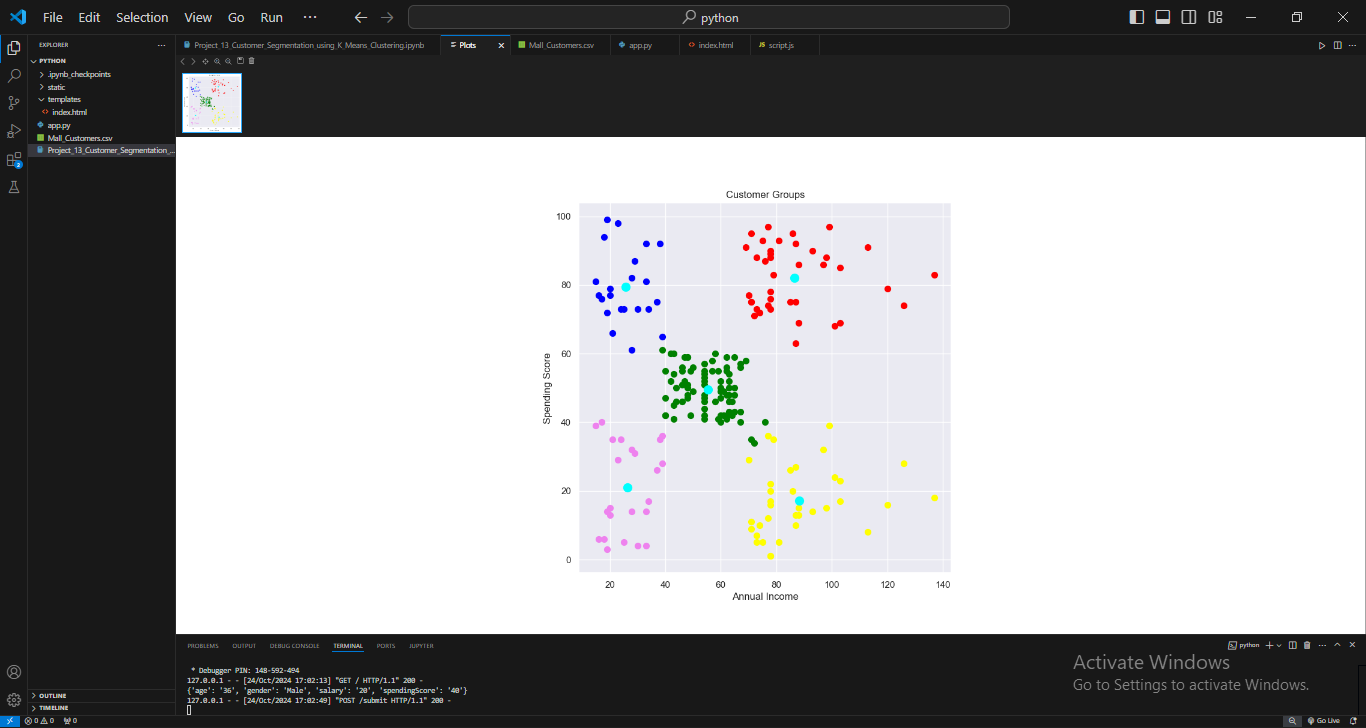 File Edit Selection View Go Run ··· python
EXPLORER ···
PYTHON
.ipynb_checkpoints
static
templates
index.html
app.py
Mall_Customers.csv
Project_13_Customer_Segmentation_...
OUTLINE
TIMELINE
Project_13_Customer_Segmentation_using_K_Means_Clustering.ipynb Plots Mall_Customers.csv app.py index.html JS script.js
Customer Groups
Spending Score
100
80
60
40
20
0
20 40 60 80 100 120 140
Annual Income
PROBLEMS OUTPUT DEBUG CONSOLE TERMINAL PORTS JUPYTER python
* Debugger PIN: 148-592-494
127.0.0.1 - - [24/Oct/2024 17:02:13] "GET / HTTP/1.1" 200 -
{'age': '36', 'gender': 'Male', 'salary': '20', 'spendingScore': '40'}
127.0.0.1 - - [24/Oct/2024 17:02:49] "POST /submit HTTP/1.1" 200 -
Activate Windows
Go to Settings to activate Windows.
2
0 0 0 Go Live